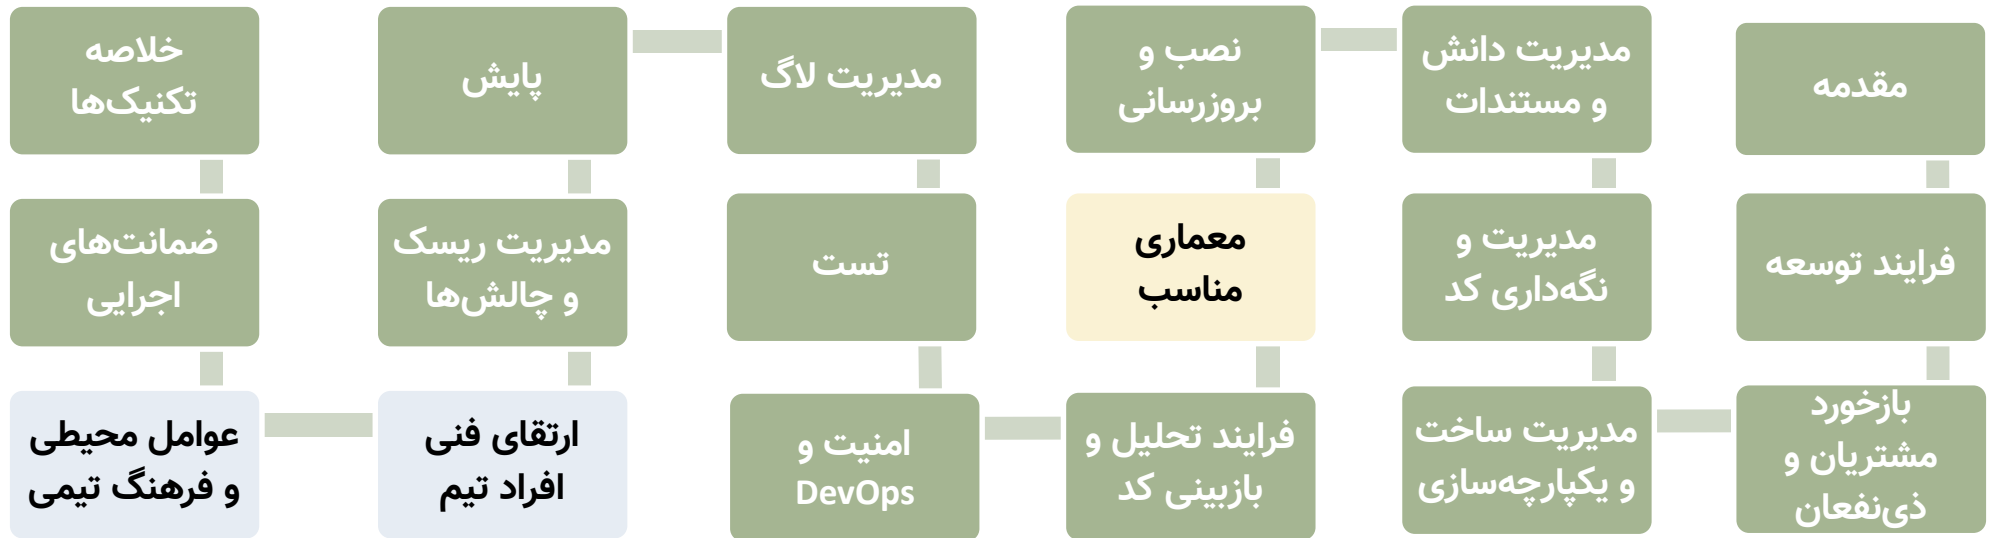 مقدمه
فرایند توسعه
بازخورد
مشتریان و
ذی‌نفعان
مدیریت ساخت
و یکپارچه‌سازی
مدیریت و
نگه‌داری کد
مدیریت دانش
و مستندات
نصب و
بروزرسانی
معماری
مناسب
فرایند تحلیل و
بازبینی کد
امنیت و
DevOps
تست
مدیریت لاگ
پایش
مدیریت ریسک
و چالش‌ها
ارتقای فنی
افراد تیم
عوامل محیطی
و فرهنگ تیمی
ضمانت‌های
اجرایی
خلاصه
تکنیک‌ها